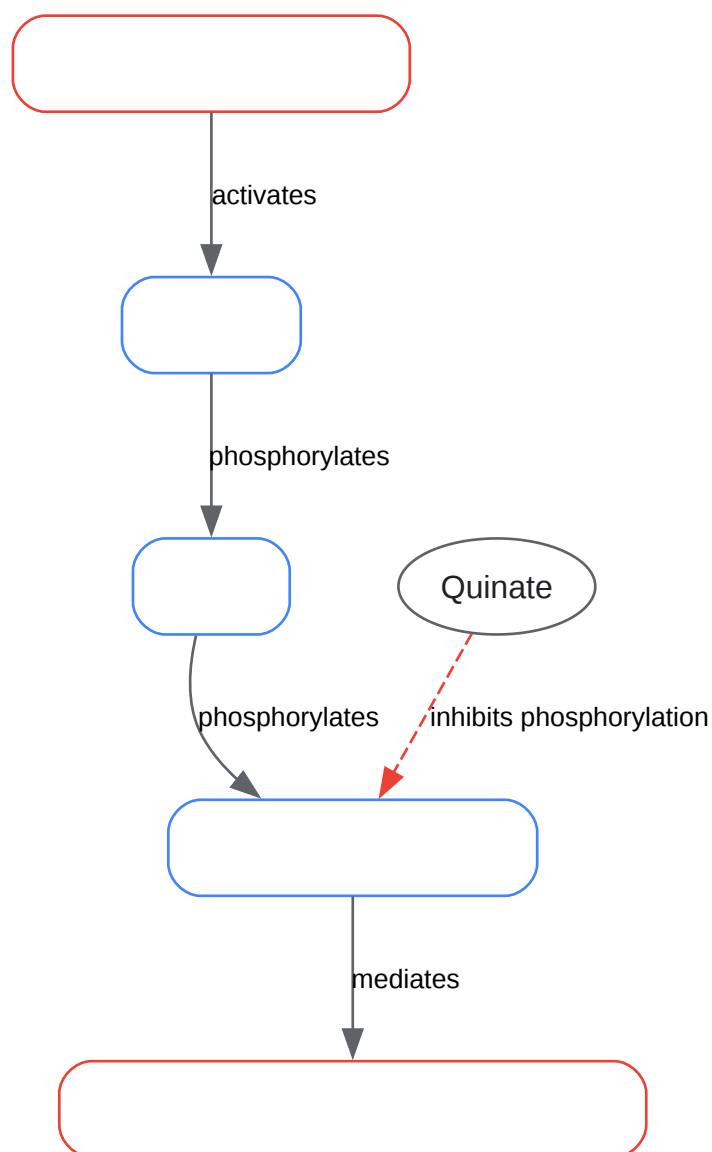 activates
phosphorylates
Quinate
phosphorylates
inhibits phosphorylation
mediates